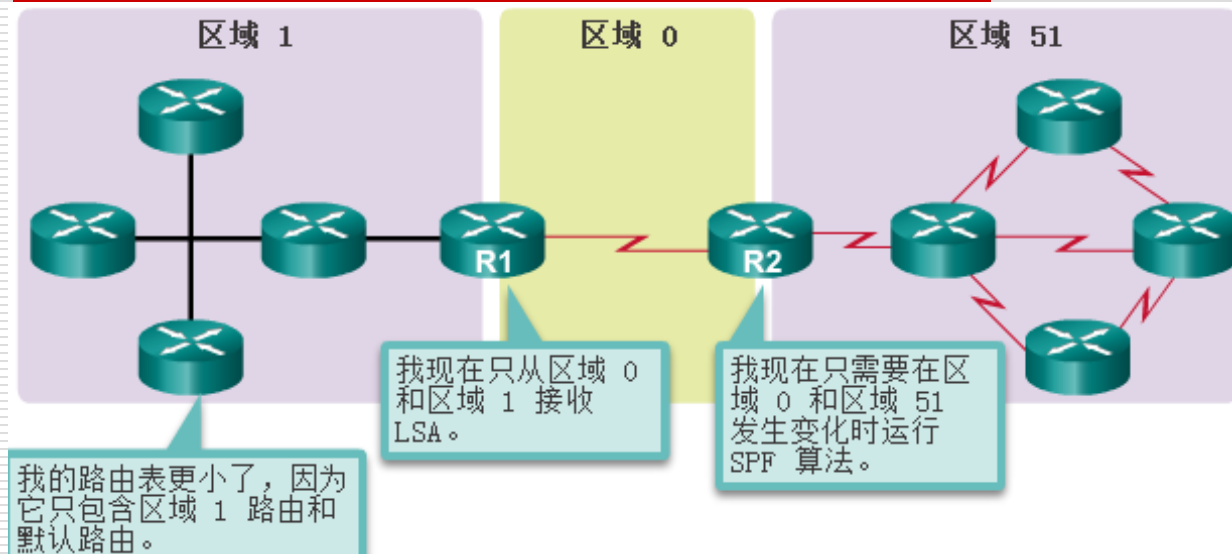 区域 1
区域 0
区域 51
R1
R2
我现在只从区域 0
和区域 1 接收
LSA。
我现在只需要在区
域 0 和区域 51
发生变化时运行
SPF 算法。
我的路由表更小了，因为
它只包含区域 1 路由和
默认路由。